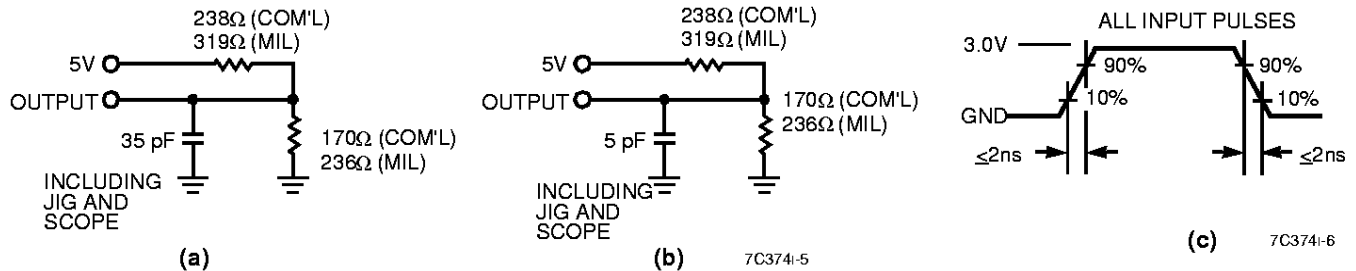 238Ω (COM'L)
319Ω (MIL)
5V
OUTPUT
35 pF
170Ω (COM'L)
236Ω (MIL)
INCLUDING
JIG AND
SCOPE
(a)
238Ω (COM'L)
319Ω (MIL)
5V
OUTPUT
170Ω (COM'L)
236Ω (MIL)
5 pF
INCLUDING
JIG AND
SCOPE
(b)
7C374i-5
ALL INPUT PULSES
3.0V
90%
90%
10%
10%
GND
≤2ns
≤2ns
(c)
7C374i-6